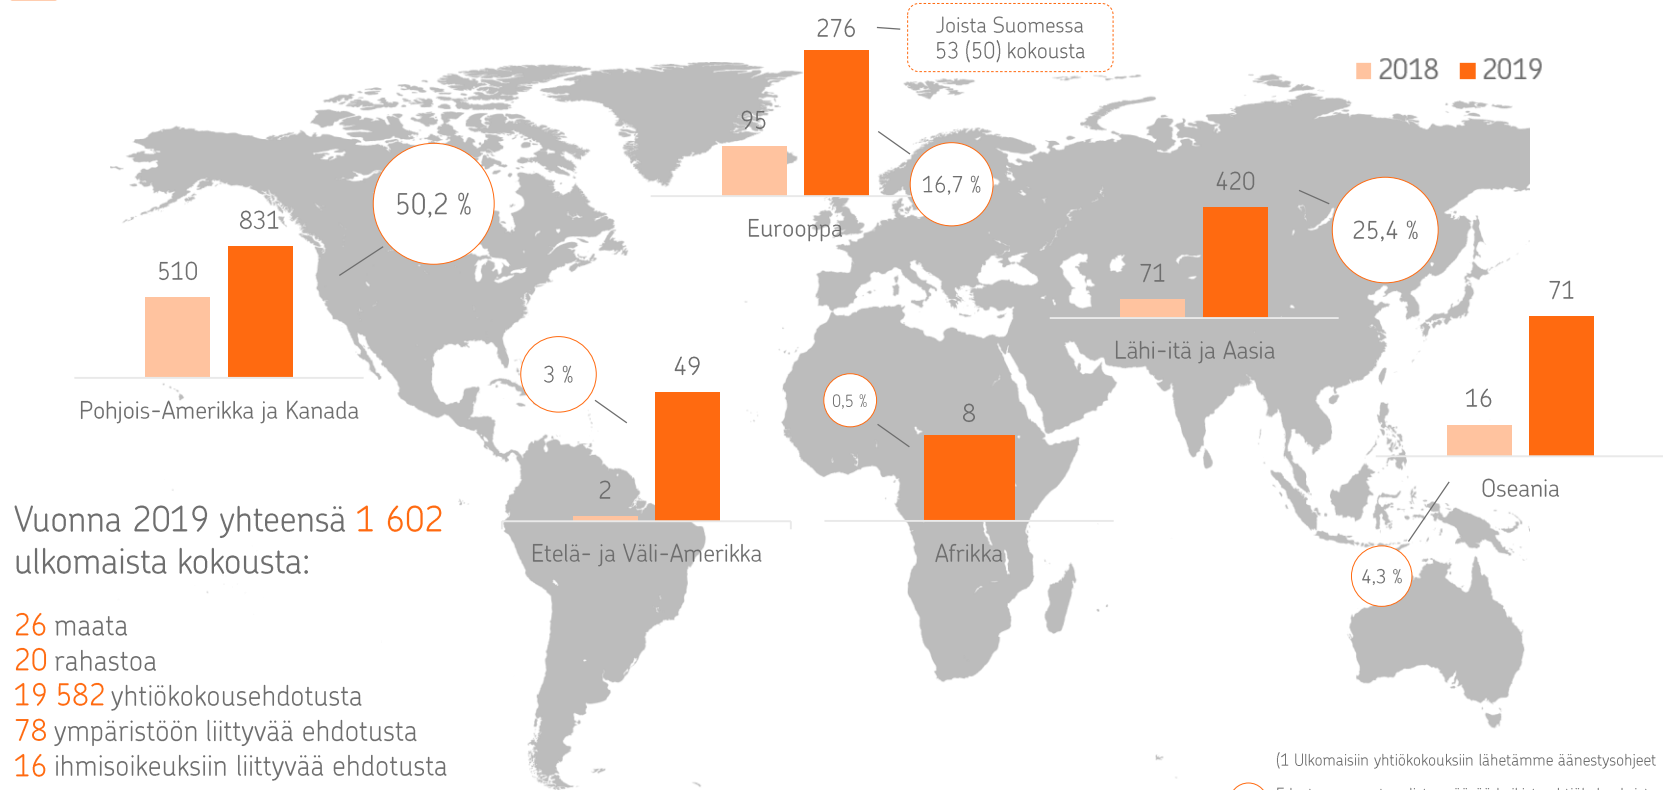 276
Joista Suomessa
53 (50) kokousta
2018
2019
95
16,7 %
Eurooppa
50,2 %
831
510
Pohjois-Amerikka ja Kanada
420
25,4 %
71
Lähi-itä ja Aasia
71
16
Oseania
4,3 %
3 %
49
2
Etelä- ja Väli-Amerikka
0,5 %
8
Afrikka
Vuonna 2019 yhteensä 1 602
ulkomaista kokousta:
26 maata
20 rahastoa
19 582 yhtiökokousehdotusta
78 ympäristöön liittyvää ehdotusta
16 ihmisoikeuksiin liittyvää ehdotusta
(1 Ulkomaisiin yhtiökokouksiin lähetämme äänestysohjeet